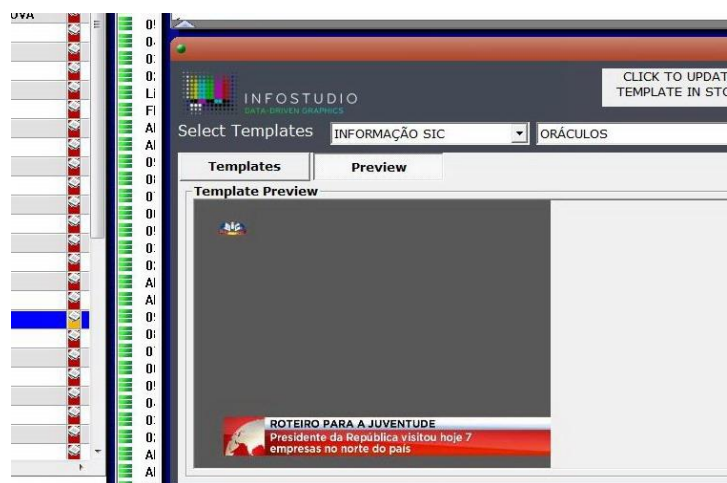 CLICK TO UPDAT
TEMPLATE IN STO
INFOSTUDIO
DATA-DRIVEN GRAPHICS
Select Templates
INFORMAÇÃO SIC
ORÁCULOS
Templates
Preview
Template Preview
SIC
ROTEIRO PARA A JUVENTUDE
Presidente da República visitou hoje 7
empresas no norte do país